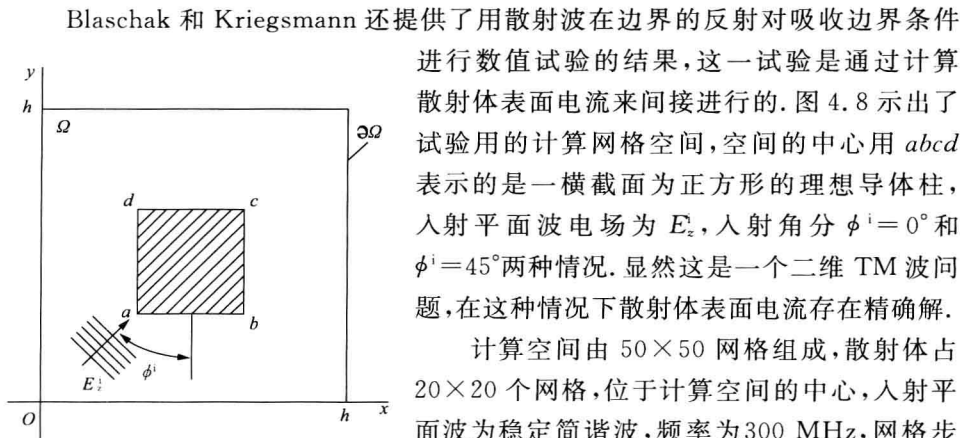 Blaschak 和 Kriegsmann 还提供了用散射波在边界的反射对吸收边界条件
进行数值试验的结果,这一试验是通过计算
散射体表面电流来间接进行的.图 4.8 示出了
试验用的计算网格空间,空间的中心用 abcd
表示的是一横截面为正方形的理想导体柱,
入射平面波电场为 E_z^i,入射角分 ϕ^i=0°和
ϕ^i=45°两种情况.显然这是一个二维 TM 波问
题,在这种情况下散射体表面电流存在精确解.
计算空间由 50×50 网格组成,散射体占
20×20 个网格,位于计算空间的中心,入射平
面波为稳定简谐波,频率为300 MHz,网格步
y
h
Ω
∂Ω
d
c
a
b
E_z^i
ϕ^i
O
h
x